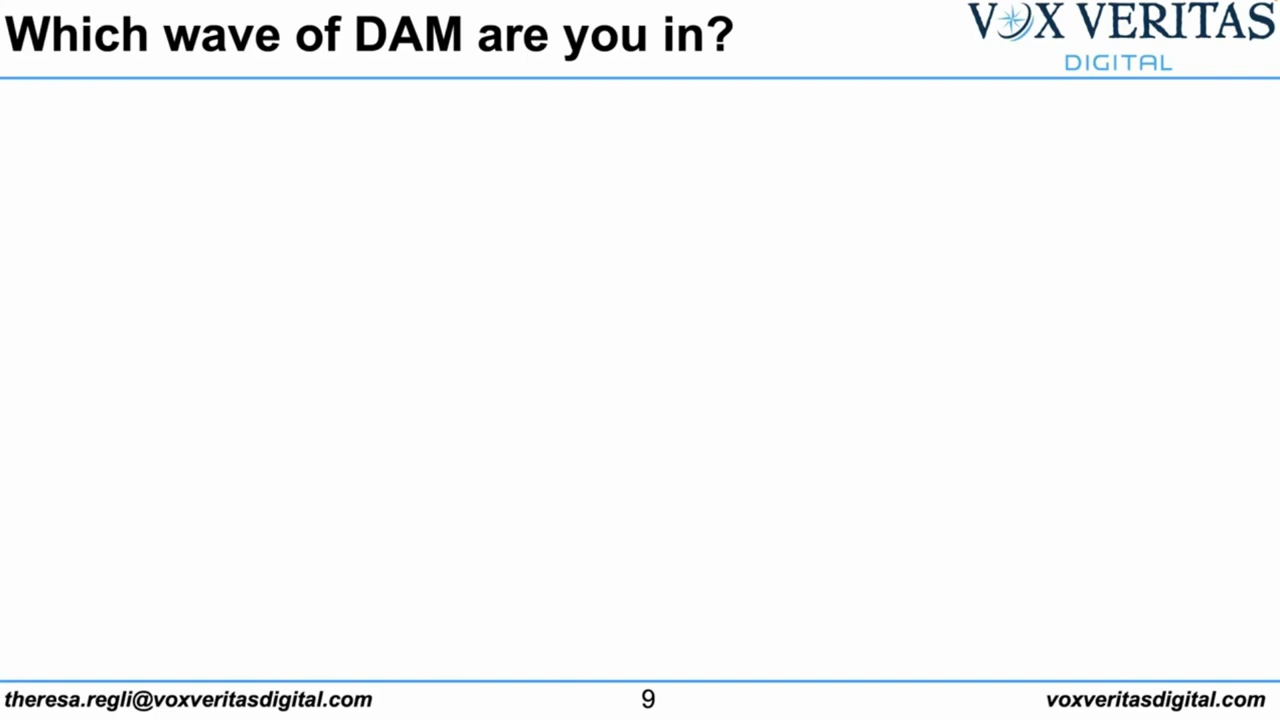 Which wave of DAM are you in?
VOX VERITAS
DIGITAL
theresa.regli@voxveritasdigital.com
9
voxveritasdigital.com